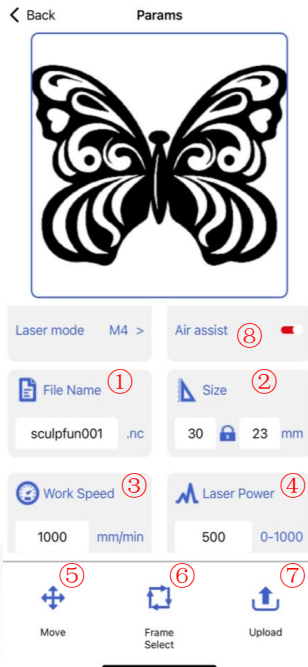 Back Params
Laser mode M4 >
Air assist ⑧
File Name ①
Size ②
sculpfun001 .nc
30 23 mm
Work Speed ③
Laser Power ④
1000 mm/min
500 0-1000
⑤ ⑥ ⑦
Move
Frame
Select
Upload